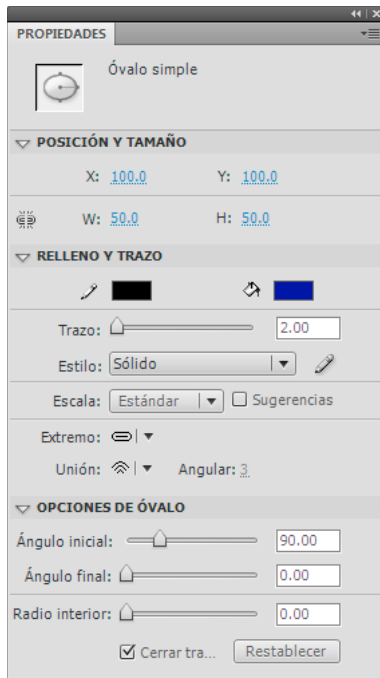 PROPIEDADES
Óvalo simple
POSICIÓN Y TAMAÑO
X: 100.0 Y: 100.0
W: 50.0 H: 50.0
RELLENO Y TRAZO
Trazo: 2.00
Estilo: Sólido
Escala: Estándar Sugerencias
Extremo:
Unión: Angular: 3
OPCIONES DE ÓVALO
Ángulo inicial: 90.00
Ángulo final: 0.00
Radio interior: 0.00
Cerrar tra... Restablecer